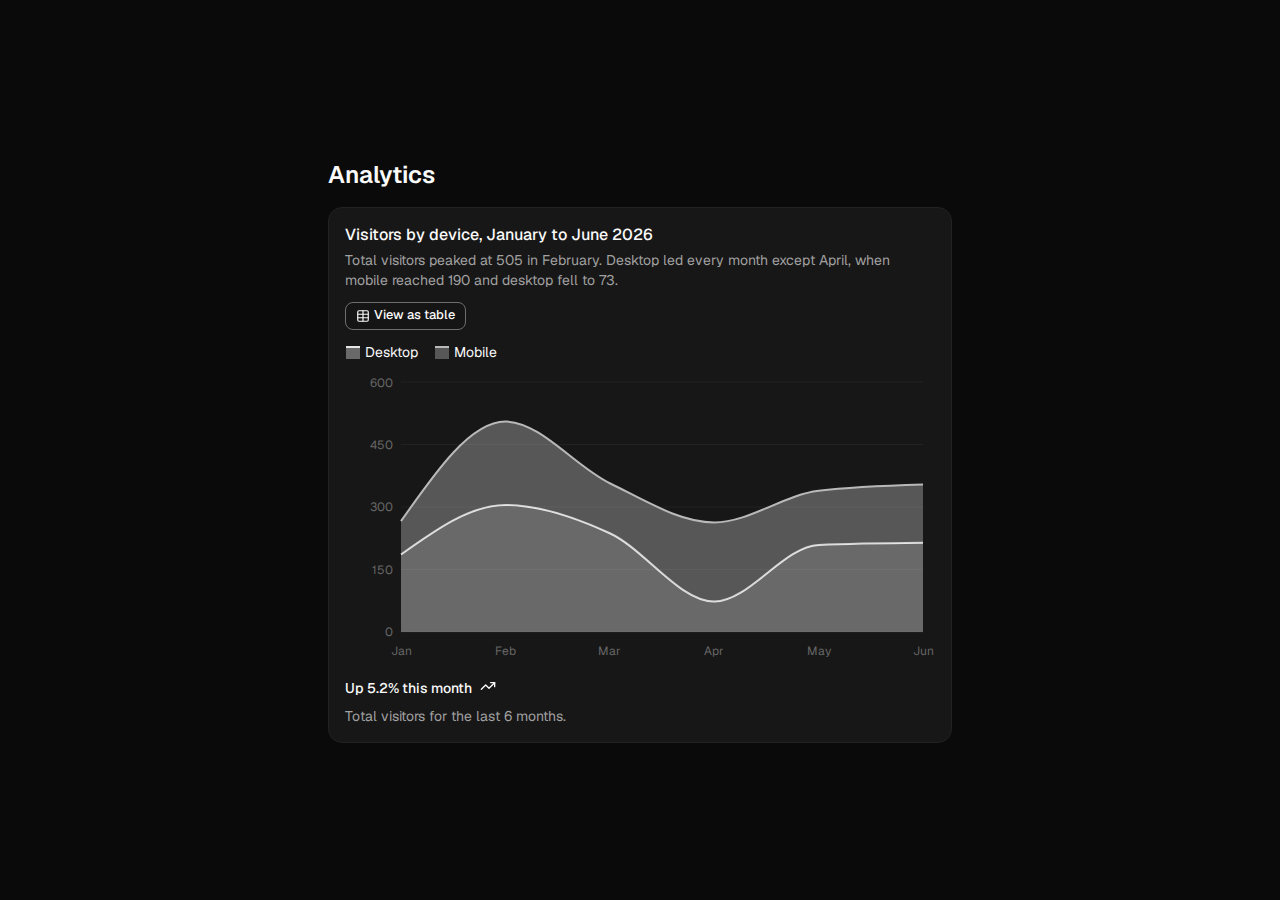 Analytics
Visitors by device, January to June 2026
Total visitors peaked at 505 in February. Desktop led every month except April, when
mobile reached 190 and desktop fell to 73.
View as table
Desktop Mobile
600
450
300
150
0
Jan Feb Mar Apr May Jun
Up 5.2% this month
Total visitors for the last 6 months.